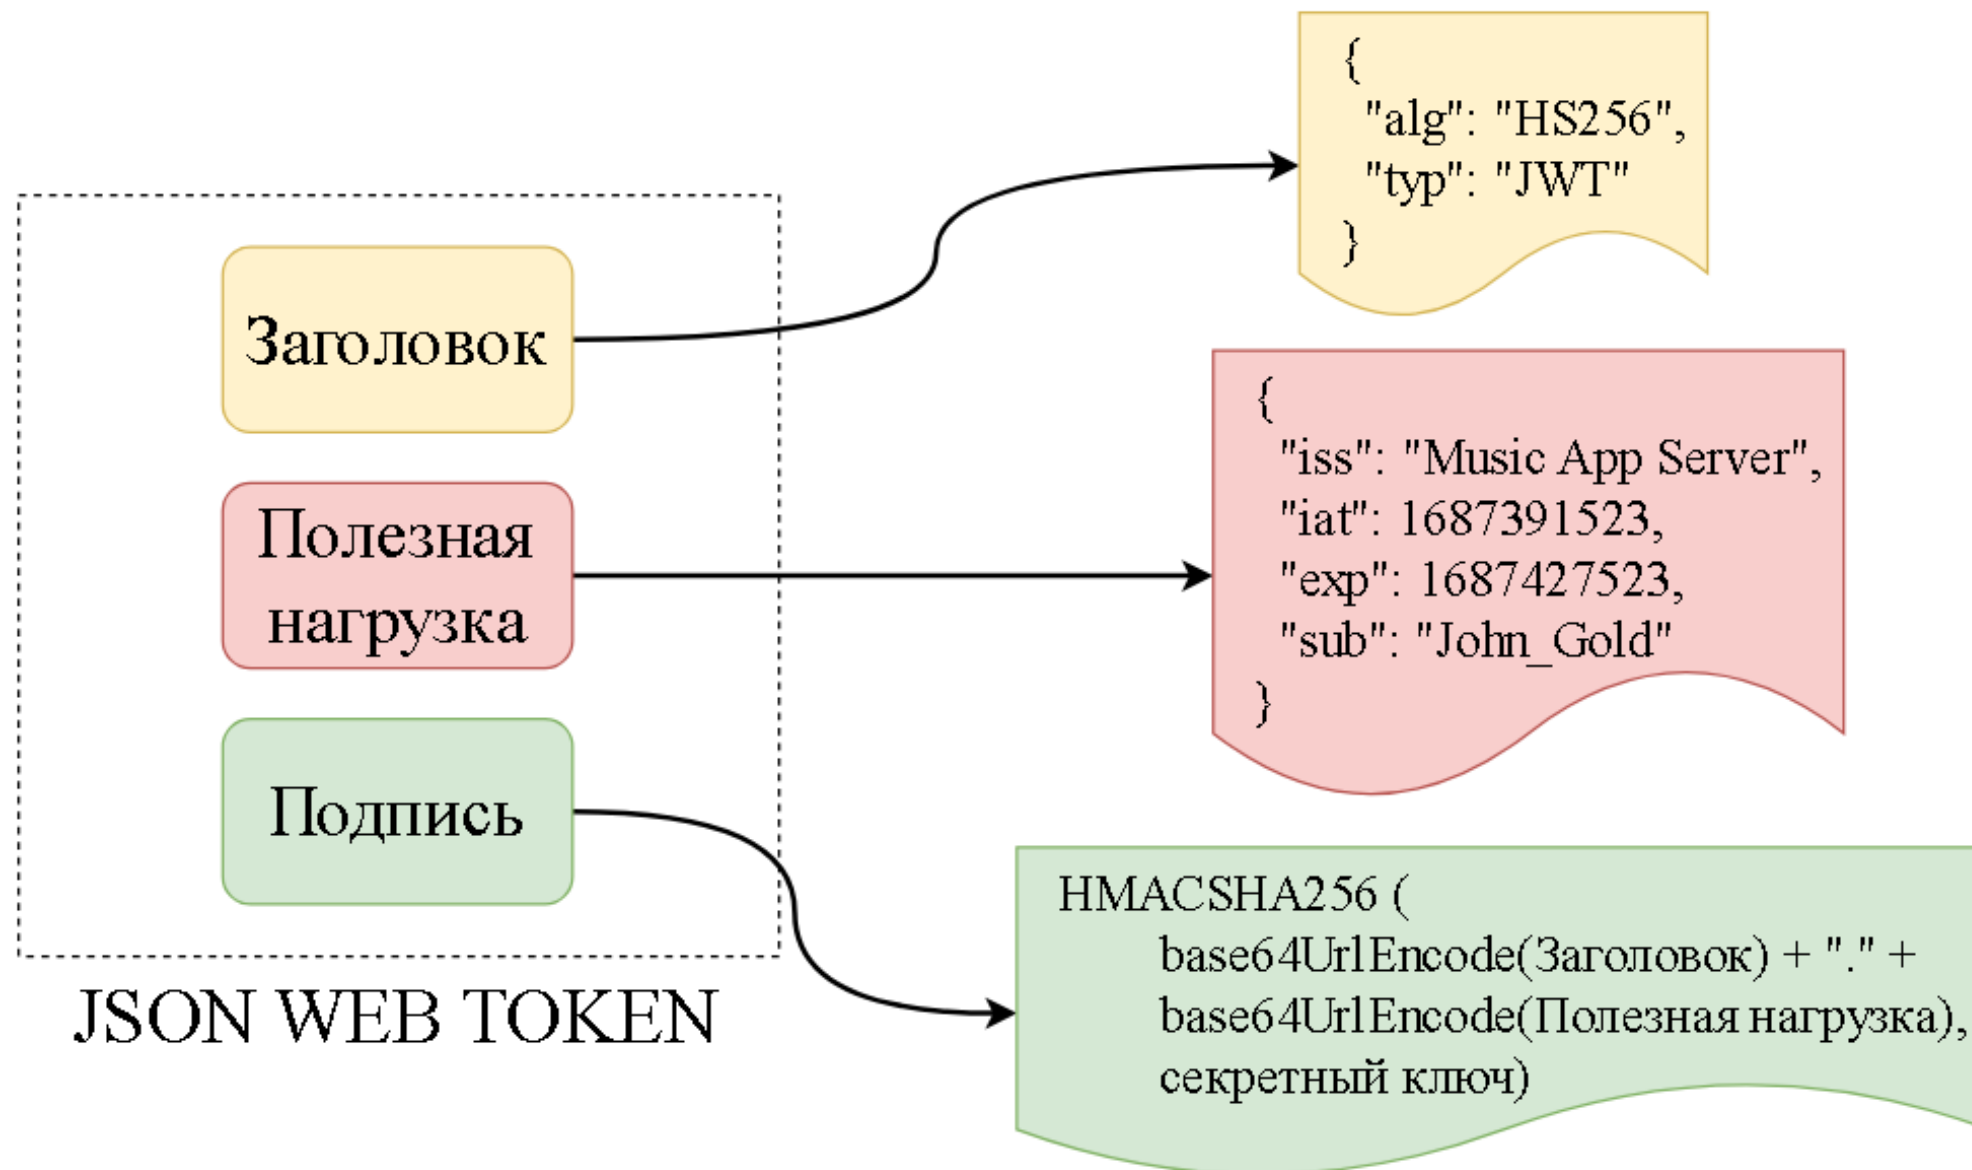 Заголовок
Полезная
нагрузка
Подпись
JSON WEB TOKEN
{
"alg": "HS256",
"typ": "JWT"
}
{
"iss": "Music App Server",
"iat": 1687391523,
"exp": 1687427523,
"sub": "John_Gold"
}
HMACSHA256 (
base64UrlEncode(Заголовок) + "." +
base64UrlEncode(Полезная нагрузка),
секретный ключ)